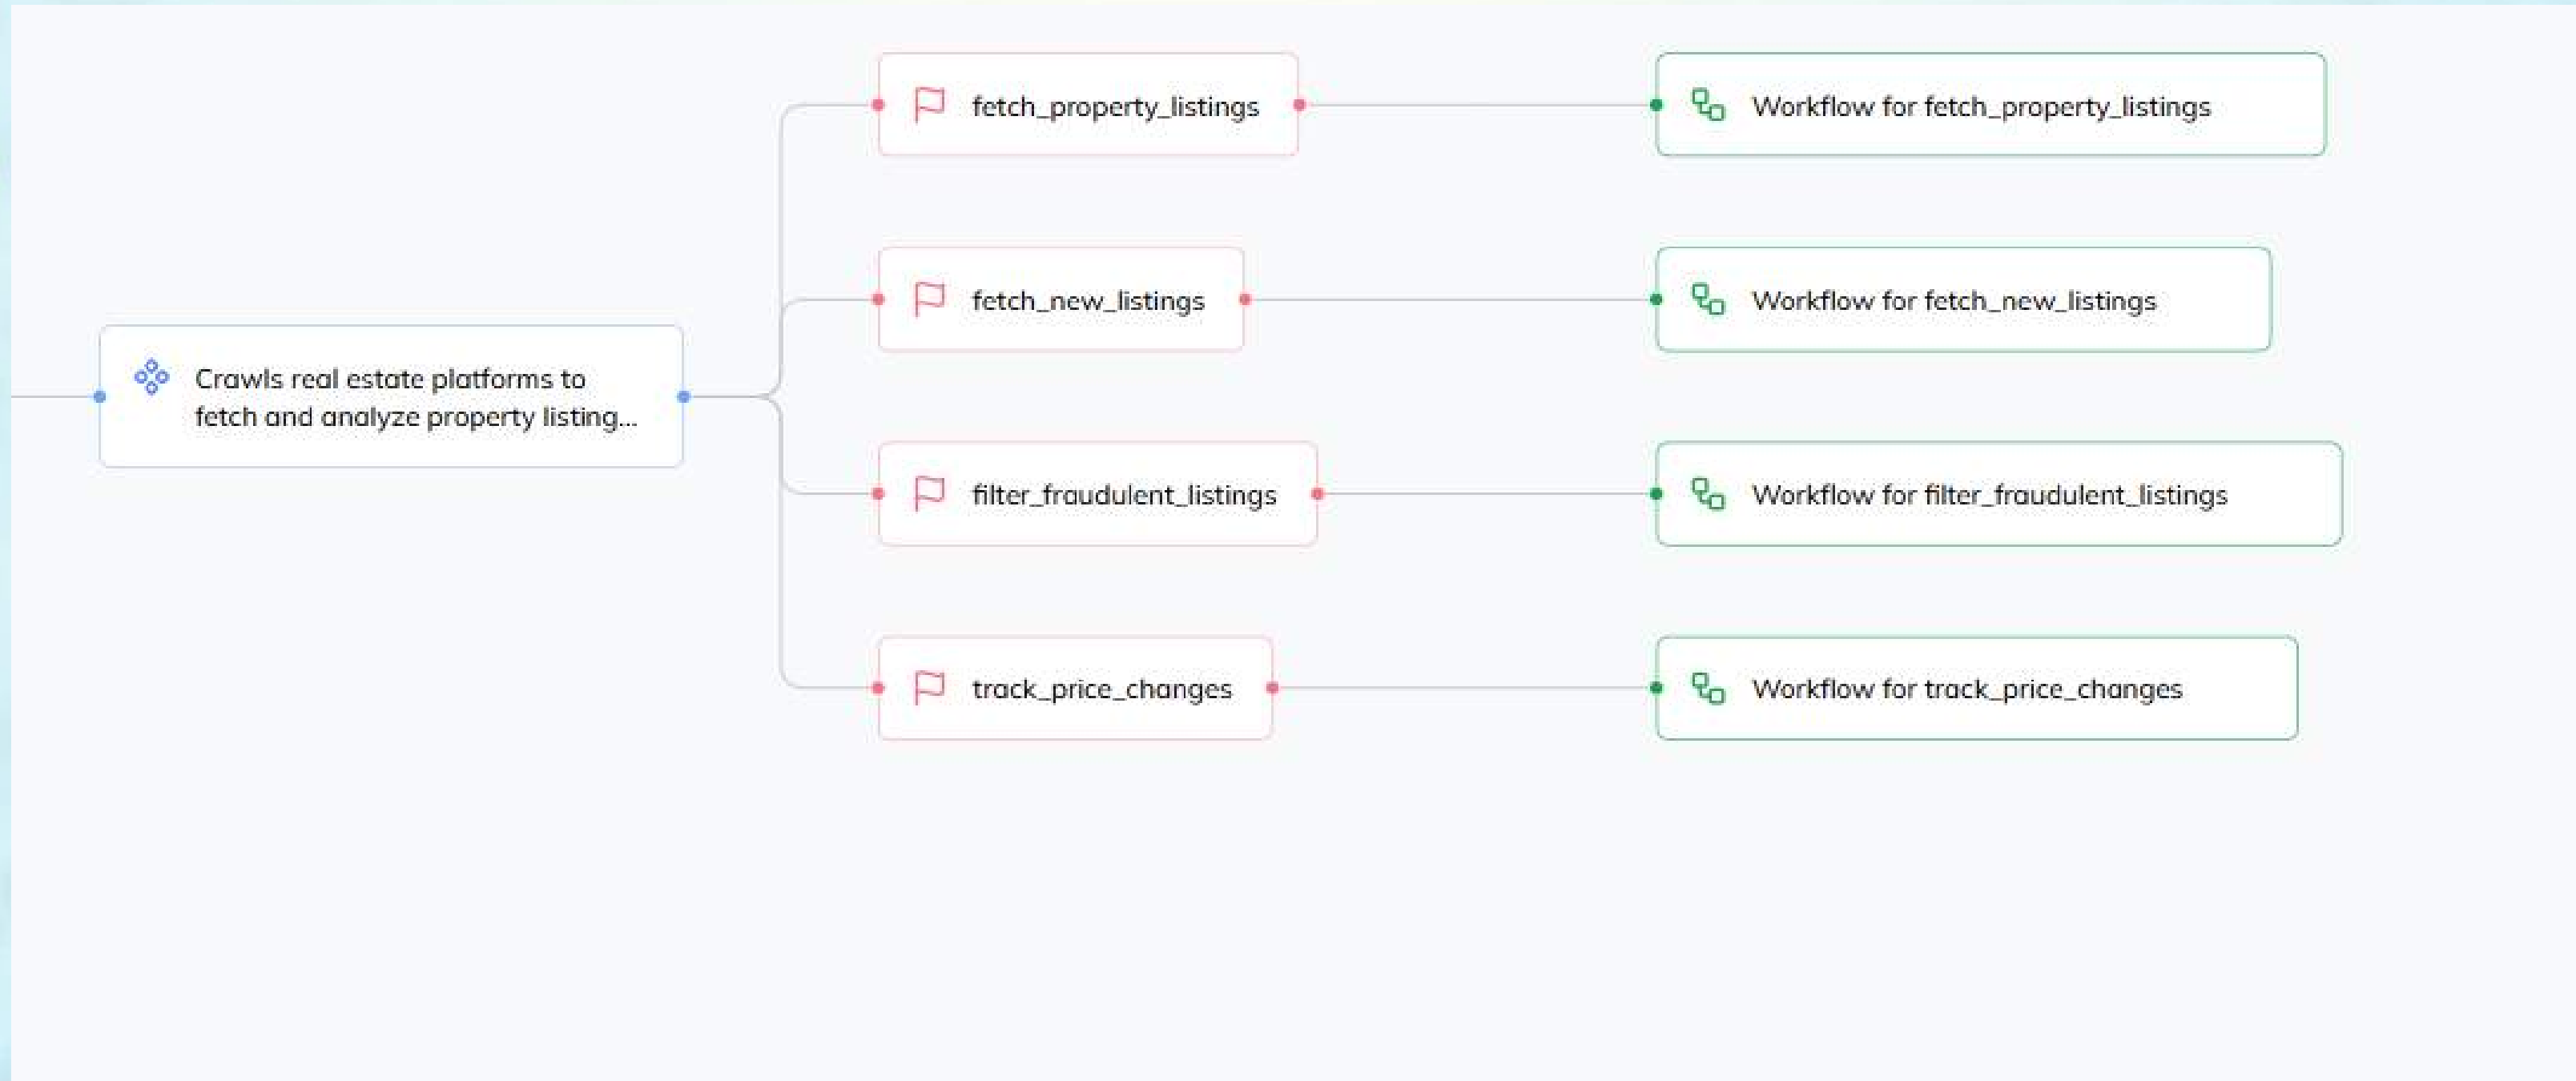 fetch_property_listings
Workflow for fetch_property_listings
fetch_new_listings
Workflow for fetch_new_listings
Crawls real estate platforms to
fetch and analyze property listing...
filter_fraudulent_listings
Workflow for filter_fraudulent_listings
track_price_changes
Workflow for track_price_changes